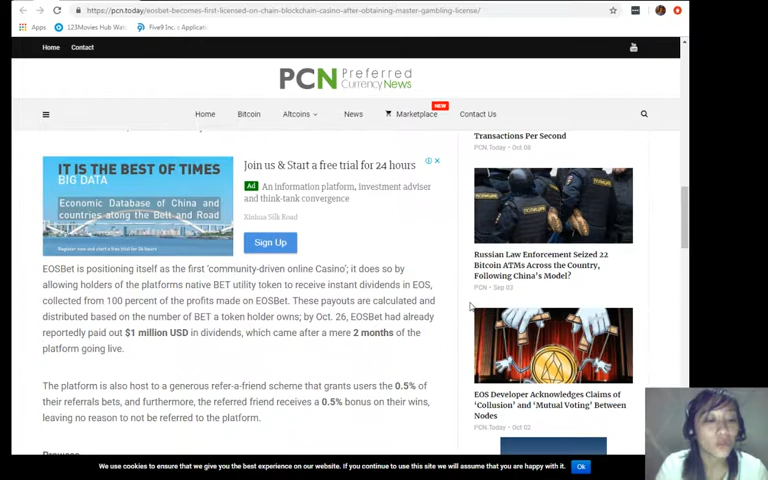 https://pcn.today/eosbet-becomes-first-licensed-on-chain-blockchain-casino-after-obtaining-master-gambling-license/
Apps 123Movies Hub Wat Five9 Inc.c Applicati
Home Contact
PCN Preferred Currency News
Home Bitcoin Altcoins News Marketplace NEW Contact Us
IT IS THE BEST OF TIMES
BIG DATA
Economic Database of China and
countries along the Belt and Road
Register now and start a free trial for 24 hours
Join us & Start a free trial for 24 hours
Ad An information platform, investment adviser
and think-tank convergence
Xinhua Silk Road
Sign Up
EOSBet is positioning itself as the first 'community-driven online Casino'; it does so by
allowing holders of the platforms native BET utility token to receive instant dividends in EOS,
collected from 100 percent of the profits made on EOSBet. These payouts are calculated and
distributed based on the number of BET a token holder owns; by Oct. 26, EOSBet had already
reportedly paid out $1 million USD in dividends, which came after a mere 2 months of the
platform going live.
The platform is also host to a generous refer-a-friend scheme that grants users the 0.5% of
their referrals bets, and furthermore, the referred friend receives a 0.5% bonus on their wins,
leaving no reason to not be referred to the platform.
Transactions Per Second
PCN.Today - Oct 08
Russian Law Enforcement Seized 22
Bitcoin ATMs Across the Country,
Following China's Model?
PCN - Sep 03
EOS Developer Acknowledges Claims of
'Collusion' and 'Mutual Voting' Between
Nodes
PCN.Today - Oct 02
We use cookies to ensure that we give you the best experience on our website. If you continue to use this site we will assume that you are happy with it. Ok